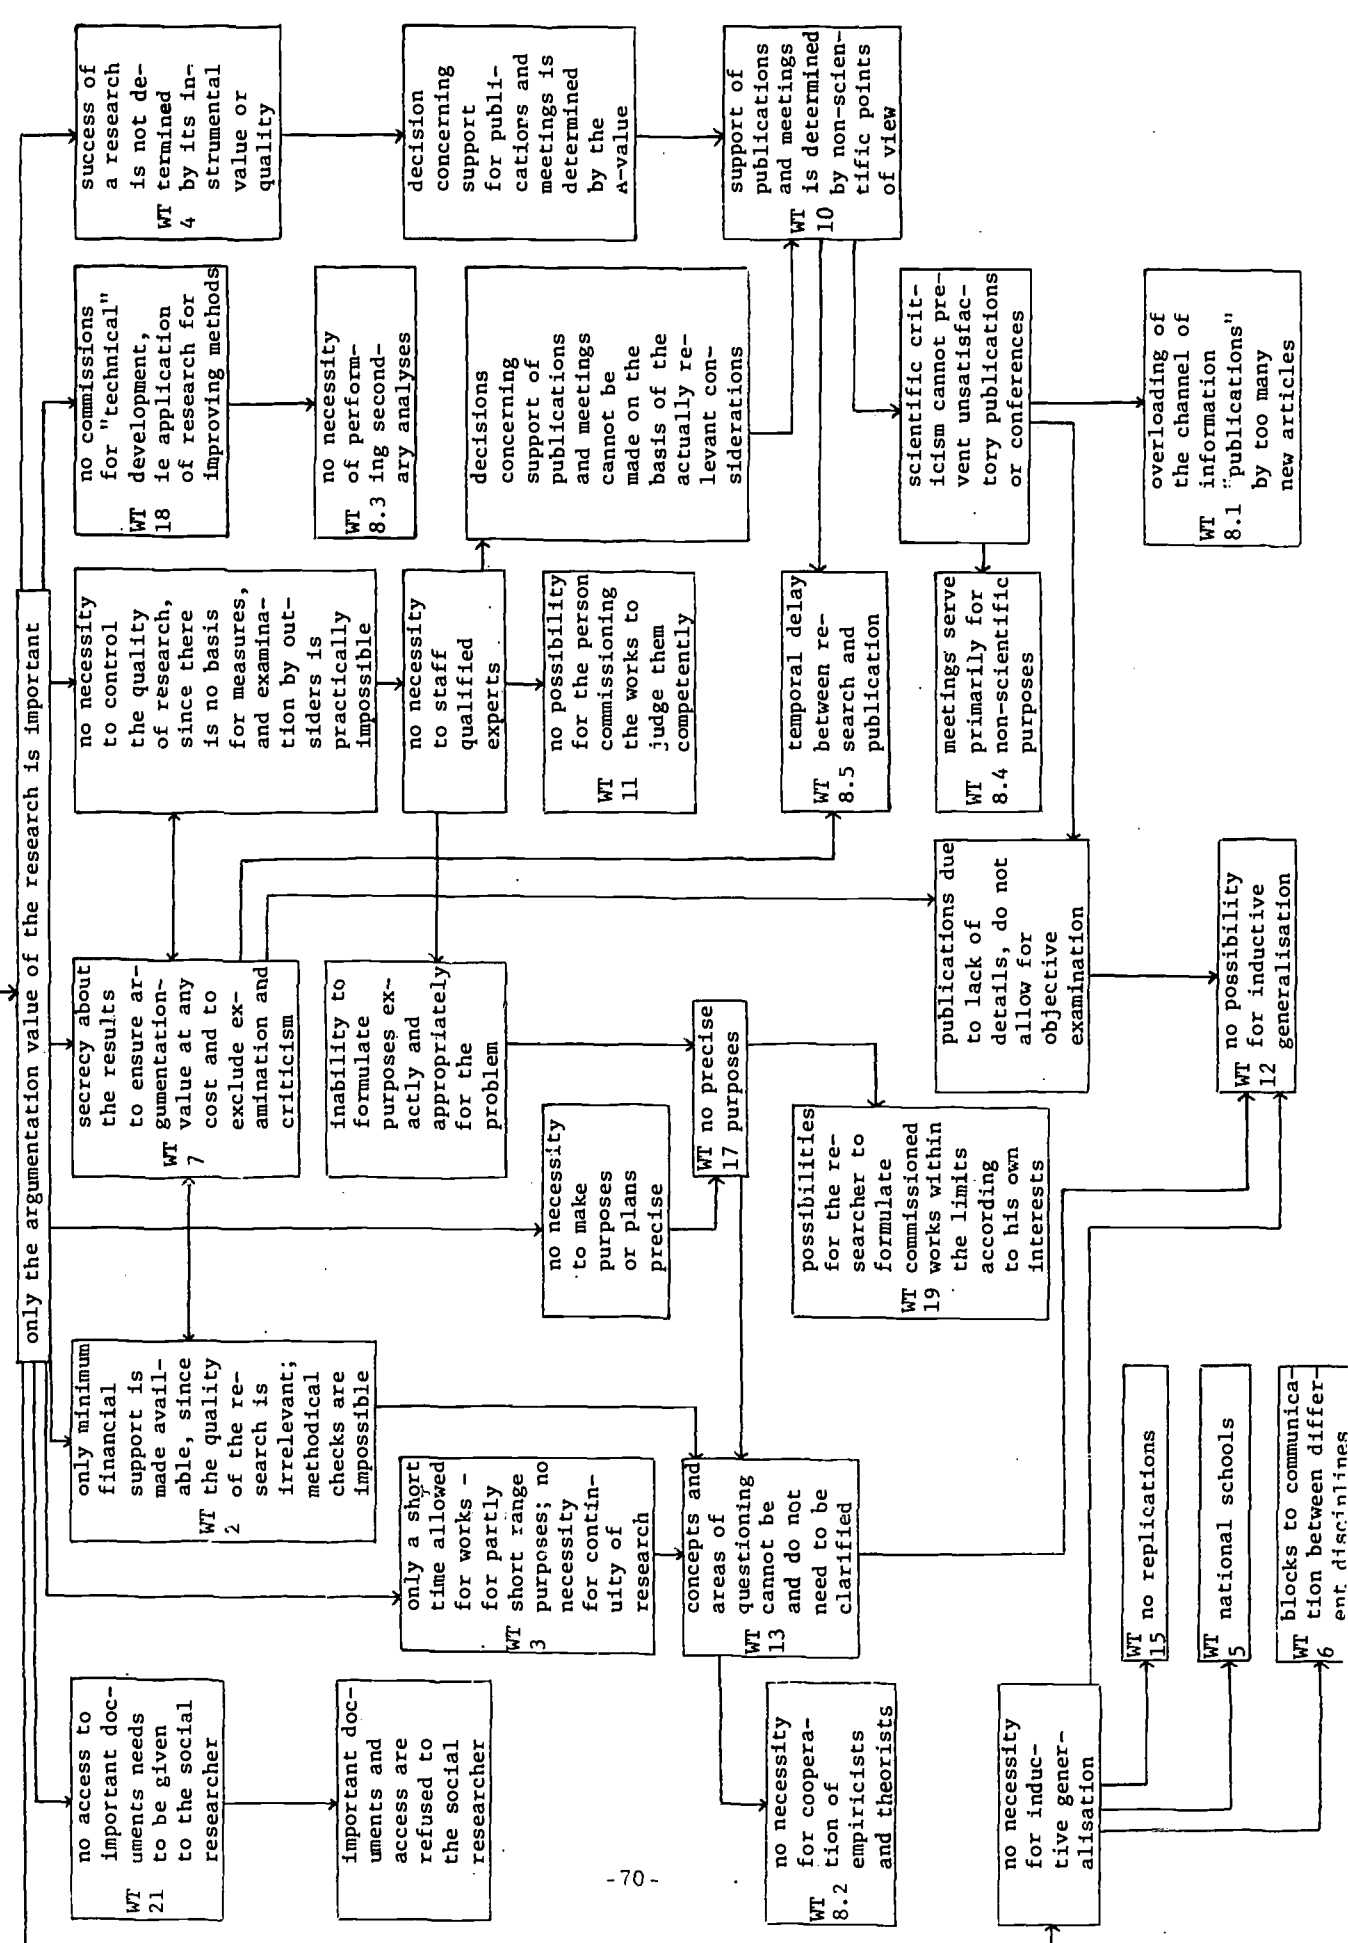 only the argumentation value of the research is important
no access to
important doc-
uments needs
to be given
WT to the social
21 researcher
important doc-
uments and
access are
refused to
the social
researcher
only minimum
financial
support is
made avail-
able, since
WT the quality
2 of the re-
search is
irrelevant;
methodical
checks are
impossible
only a short
time allowed
for works -
for partly
short range
WT purposes; no
3 necessity
for contin-
uity of
research
concepts and
areas of
questioning
WT cannot be
13 and do not
need to be
clarified
no necessity
for coopera-
WT tion of
8.2 empiricists
and theorists
secrecy about
the results
to ensure ar-
gumentation-
WT value at any
7 cost and to
exclude ex-
amination and
criticism
inability to
formulate
purposes ex-
actly and
appropriately
for the
problem
no necessity
to make
purposes
or plans
precise
WT no precise
17 purposes
possibilities
for the re-
searcher to
formulate
WT commissioned
19 works within
the limits
according
to his own
interests
no necessity
to control
the quality
of research,
since there
is no basis
for measures,
and examina-
tion by out-
siders is
practically
impossible
no necessity
to staff
qualified
experts
no possibility
for the person
WT commissioning
11 the works to
judge them
competently
no commissions
for "technical"
WT development,
18 ie application
of research for
improving methods
no necessity
WT of perform-
8.3 ing second-
ary analyses
decisions
concerning
support of
publications
and meetings
cannot be
made on the
basis of the
actually re-
levant con-
siderations
success of
a research
is not de-
WT termined
4 by its in-
strumental
value or
quality
decision
concerning
support
for publi-
catiors and
meetings is
determined
by the
A-value
support of
publications
and meetings
WT is determined
10 by non-scien-
tific points
of view
temporal delay
WT between re-
8.5 search and
publication
scientific crit-
icism cannot pre-
vent unsatisfac-
tory publications
or conferences
meetings serve
WT primarily for
8.4 non-scientific
purposes
overloading of
the channel of
WT information
8.1 "publications"
by too many
new articles
publications due
to lack of
details, do not
allow for
objective
examination
no possibility
WT for inductive
12 generalisation
no necessity
for induc-
tive gener-
alisation
WT
15 no replications
WT
5 national schools
blocks to communica-
WT tion between differ-
6 ent disciplines
-70-